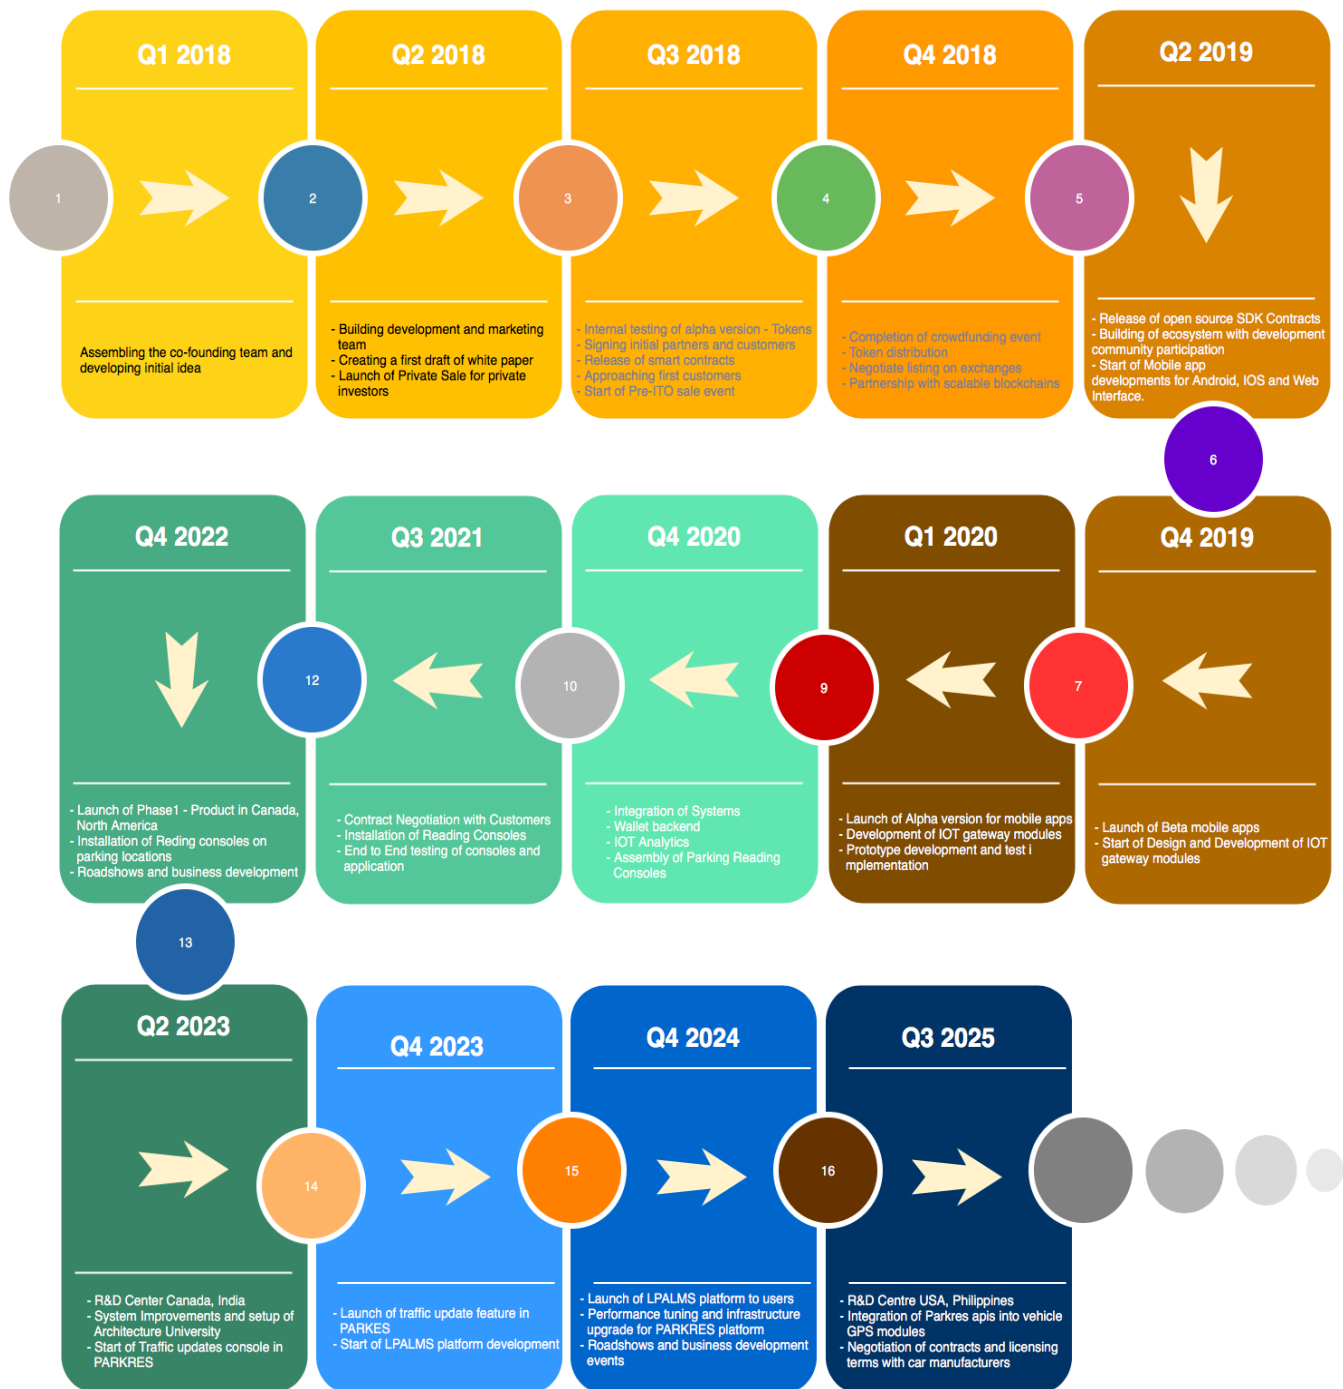 Q1 2018
1
Assembling the co-founding team and
developing initial idea
Q2 2018
2
- Building development and marketing
team
- Creating a first draft of white paper
- Launch of Private Sale for private
investors
Q3 2018
3
- Internal testing of alpha version - Tokens
- Signing initial partners and customers
- Release of smart contracts
- Approaching first customers
- Start of Pre-ITO sale event
Q4 2018
4
- Completion of crowdfunding event
- Token distribution
- Negotiate listing on exchanges
- Partnership with scalable blockchains
Q2 2019
5
- Release of open source SDK Contracts
- Building of ecosystem with development
community participation
- Start of Mobile app
developments for Android, IOS and Web
Interface.
6
Q4 2019
- Launch of Beta mobile apps
- Start of Design and Development of IOT
gateway modules
7
Q1 2020
- Launch of Alpha version for mobile apps
- Development of IOT gateway modules
- Prototype development and test i
mplementation
9
Q4 2020
- Integration of Systems
- Wallet backend
- IOT Analytics
- Assembly of Parking Reading
Consoles
10
Q3 2021
- Contract Negotiation with Customers
- Installation of Reading Consoles
- End to End testing of consoles and
application
12
Q4 2022
- Launch of Phase1 - Product in Canada,
North America
- Installation of Reding consoles on
parking locations
- Roadshows and business development
13
Q2 2023
- R&D Center Canada, India
- System Improvements and setup of
Architecture University
- Start of Traffic updates console in
PARKRES
14
Q4 2023
- Launch of traffic update feature in
PARKES
- Start of LPALMS platform development
15
Q4 2024
- Launch of LPALMS platform to users
- Performance tuning and infrastructure
upgrade for PARKRES platform
- Roadshows and business development
events
16
Q3 2025
- R&D Centre USA, Philippines
- Integration of Parkres apis into vehicle
GPS modules
- Negotiation of contracts and licensing
terms with car manufacturers